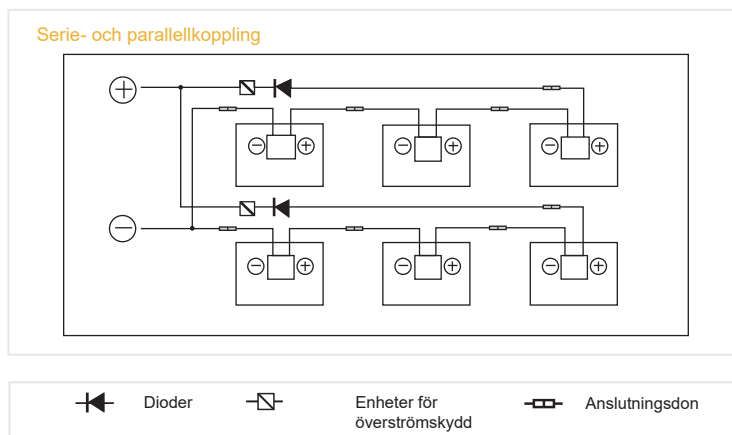 Serie- och parallellkoppling
+
− + − + − +
−
− + − + − +
Dioder
Enheter för
överströmskydd
Anslutningsdon